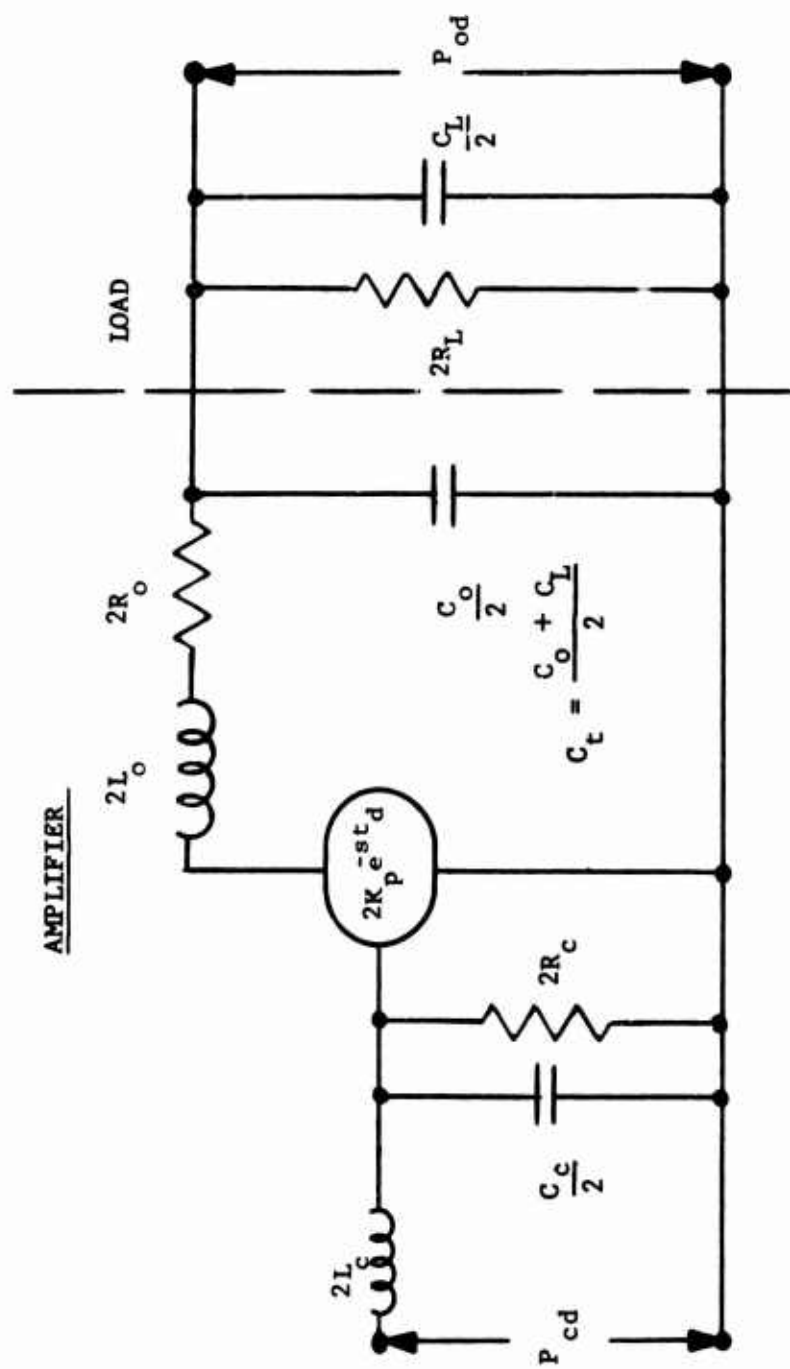 AMPLIFIER
LOAD
2L_o
2R_o
2K_p e^{-st_d}
2L_c
C_c/2
2R_c
C_o/2
C_t = (C_o + C_L)/2
2R_L
C_L/2
P_cd
P_od